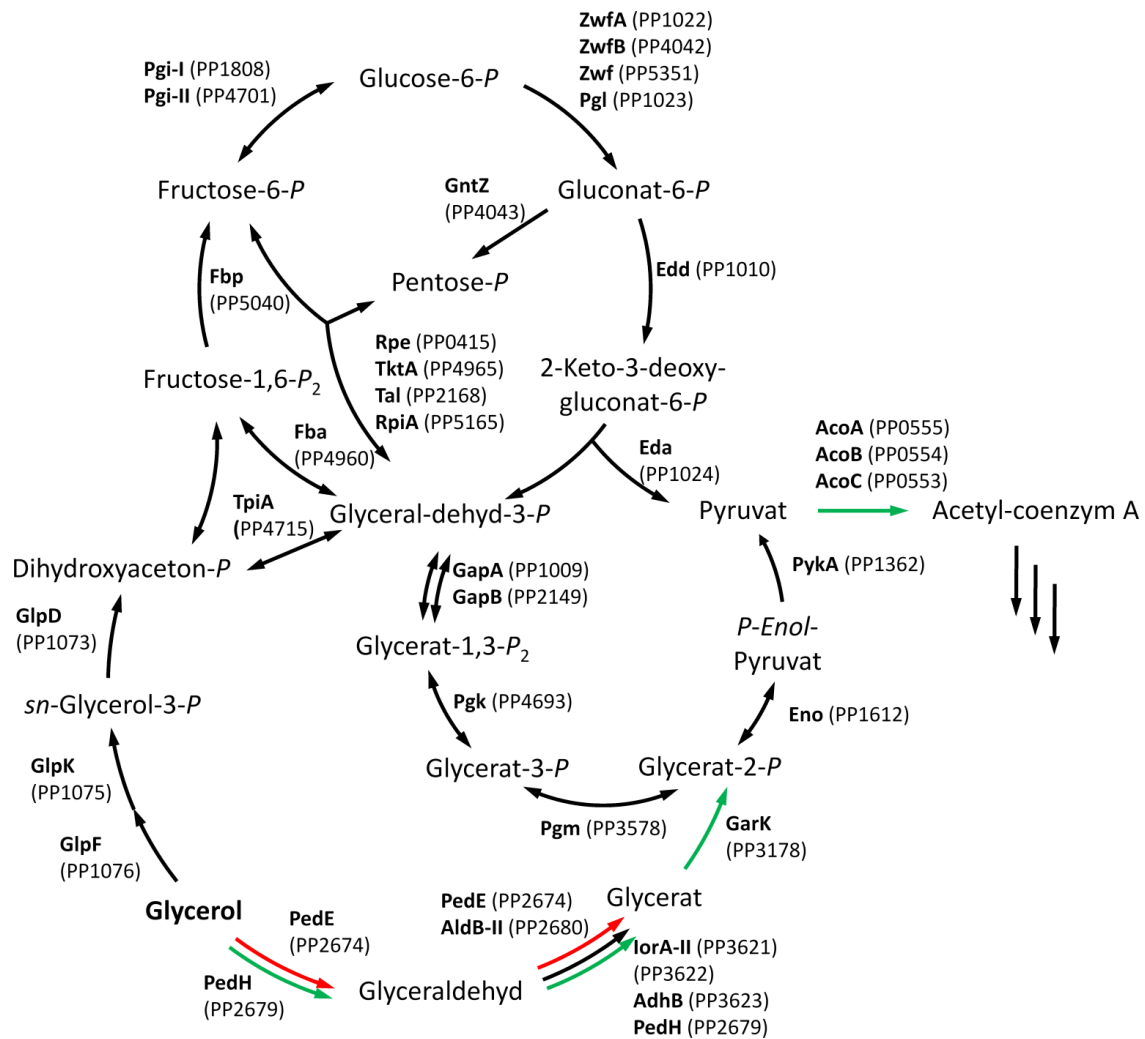 ZwfA (PP1022)
ZwfB (PP4042)
Zwf (PP5351)
Pgl (PP1023)
Pgi-I (PP1808)
Pgi-II (PP4701)
Glucose-6-P
Fructose-6-P
GntZ
(PP4043)
Gluconat-6-P
Edd (PP1010)
Fbp
(PP5040)
Pentose-P
Rpe (PP0415)
TktA (PP4965)
Tal (PP2168)
RpiA (PP5165)
Fructose-1,6-P2
2-Keto-3-deoxy-
gluconat-6-P
Fba
(PP4960)
Eda
(PP1024)
AcoA (PP0555)
AcoB (PP0554)
AcoC (PP0553)
TpiA
(PP4715)
Glyceral-dehyd-3-P
Pyruvat
Acetyl-coenzym A
Dihydroxyaceton-P
GapA (PP1009)
GapB (PP2149)
PykA (PP1362)
GlpD
(PP1073)
Glycerat-1,3-P2
P-Enol-
Pyruvat
sn-Glycerol-3-P
Pgk (PP4693)
Eno (PP1612)
GlpK
(PP1075)
Glycerat-3-P
Glycerat-2-P
Pgm (PP3578)
GarK
(PP3178)
GlpF
(PP1076)
Glycerol
PedE
(PP2674)
PedE (PP2674)
AldB-II (PP2680)
Glycerat
PedH
(PP2679)
Glyceraldehyd
IorA-II (PP3621)
(PP3622)
AdhB (PP3623)
PedH (PP2679)